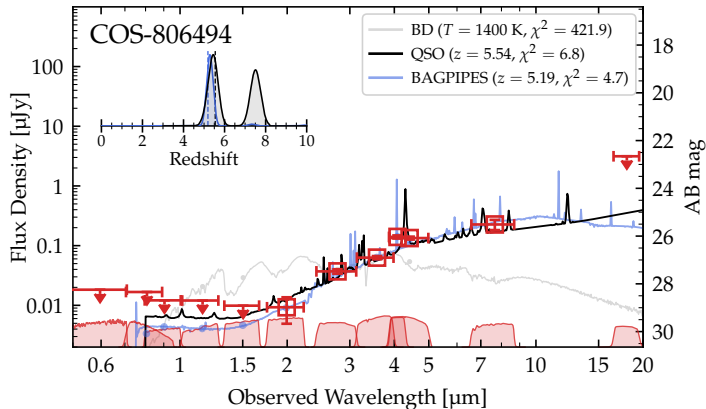 COS-806494
BD (T = 1400 K, χ² = 421.9)
QSO (z = 5.54, χ² = 6.8)
BAGPIPES (z = 5.19, χ² = 4.7)
100
10
1
0.1
0.01
Flux Density [μJy]
0 2 4 6 8 10
Redshift
18
20
22
24
26
28
30
AB mag
0.6 1 1.5 2 3 4 5 7 10 15 20
Observed Wavelength [μm]